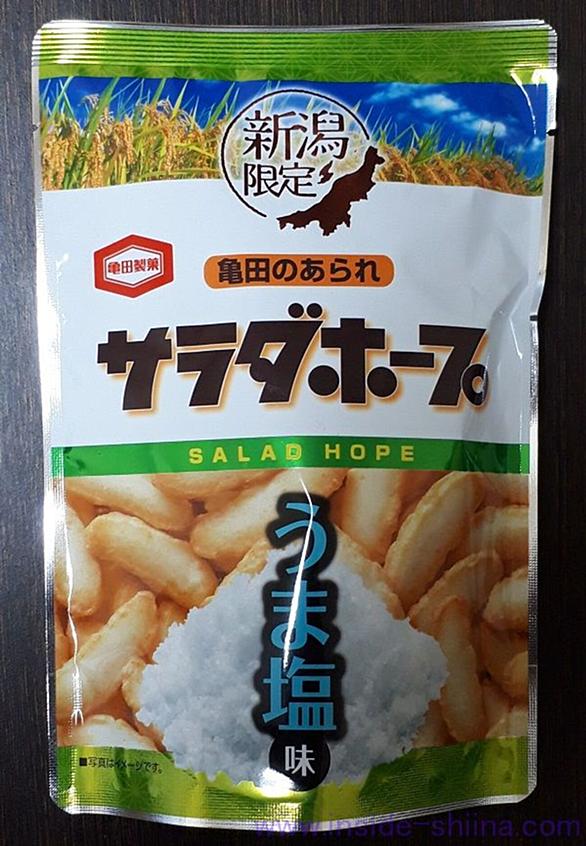 新潟
限定
亀田製菓
亀田のあられ
サラダホープ
SALAD HOPE
うま塩
味
■写真はイメージです。
www.inside-shiina.com